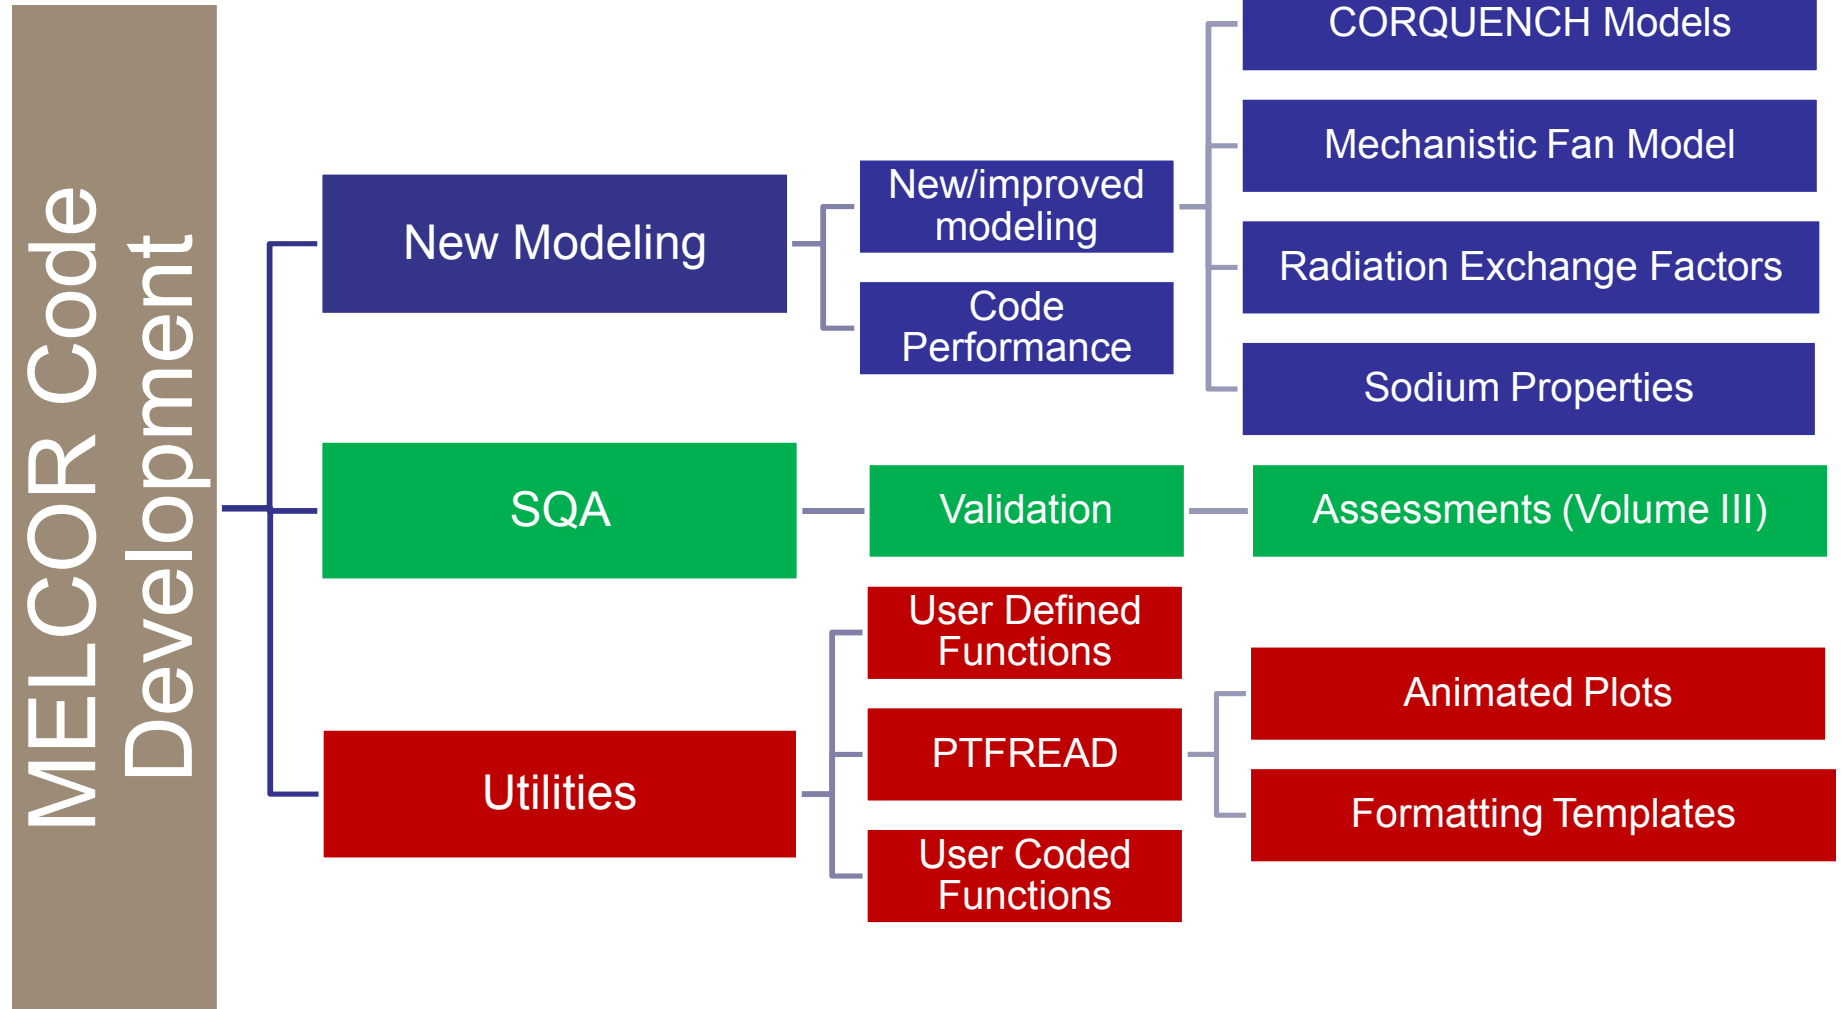 MELCOR Code
Development
New Modeling
New/improved
modeling
Code
Performance
CORQUENCH Models
Mechanistic Fan Model
Radiation Exchange Factors
Sodium Properties
SQA
Validation
Assessments (Volume III)
Utilities
User Defined
Functions
PTFREAD
User Coded
Functions
Animated Plots
Formatting Templates